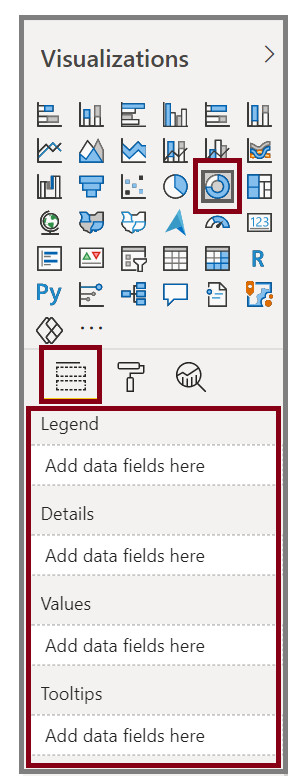 Visualizations
123
R
Py
...
Legend
Add data fields here
Details
Add data fields here
Values
Add data fields here
Tooltips
Add data fields here